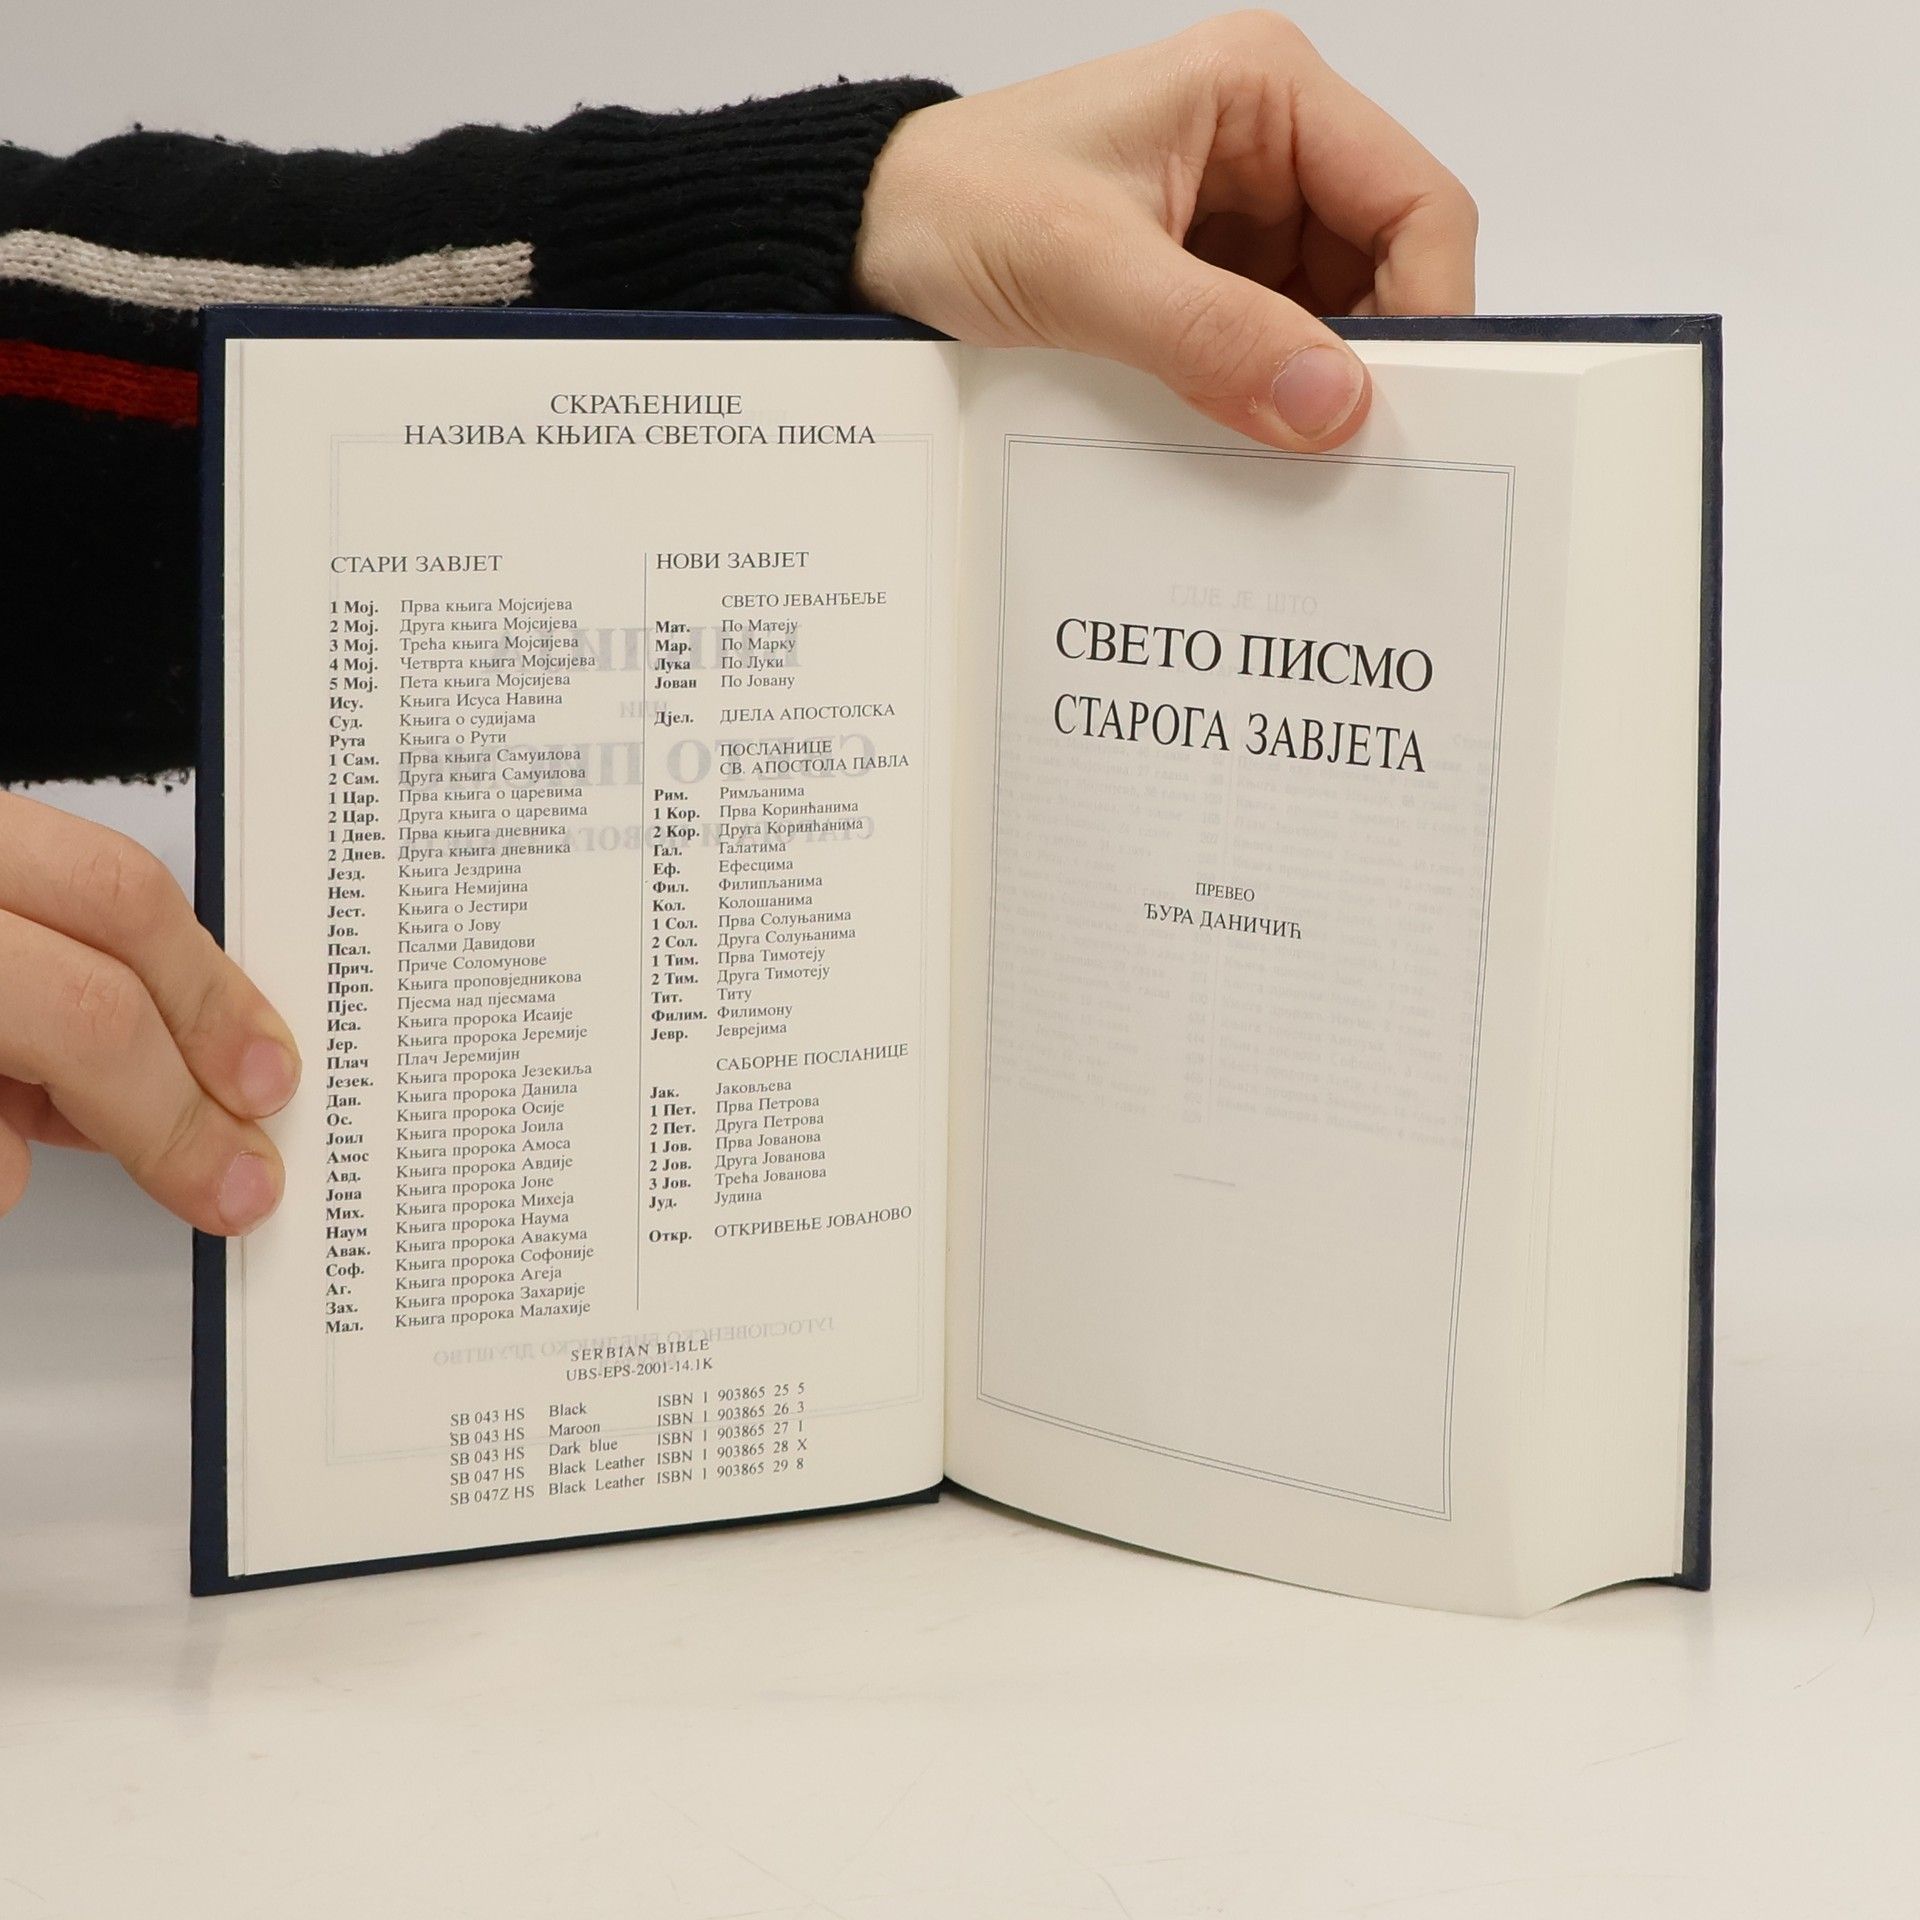 СКРАЋЕНИЦЕ
НАЗИВА КЊИГА СВЕТОГА ПИСМА
СТАРИ ЗАВЈЕТ
1 Мој. Прва књига Мојсијева
2 Мој. Друга књига Мојсијева
3 Мој. Трећа књига Мојсијева
4 Мој. Четврта књига Мојсијева
5 Мој. Пета књига Мојсијева
Ису. Књига Исуса Навина
Суд. Књига о судијама
Рута Књига о Рути
1 Сам. Прва књига Самуилова
2 Сам. Друга књига Самуилова
1 Цар. Прва књига о царевима
2 Цар. Друга књига о царевима
1 Днев. Прва књига дневника
2 Днев. Друга књига дневника
Језд. Књига Јездрина
Нем. Књига Немијина
Јест. Књига о Јестири
Јов. Књига о Јову
Псал. Псалми Давидови
Прич. Приче Соломунове
Проп. Књига проповједникова
Пјес. Пјесма над пјесмама
Иса. Књига пророка Исаије
Јер. Књига пророка Јеремије
Плач Плач Јеремијин
Језек. Књига пророка Језекиља
Дан. Књига пророка Данила
Ос. Књига пророка Осије
Јоил Књига пророка Јоила
Амос Књига пророка Амоса
Авд. Књига пророка Авдије
Јона Књига пророка Јоне
Мих. Књига пророка Михеја
Наум Књига пророка Наума
Авак. Књига пророка Авакума
Соф. Књига пророка Софоније
Аг. Књига пророка Агеја
Зах. Књига пророка Захарије
Мал. Књига пророка Малахије
НОВИ ЗАВЈЕТ
СВЕТО ЈЕВАНЂЕЉЕ
Мат. По Матеју
Мар. По Марку
Лука По Луки
Јован По Јовану
Дјел. ДЈЕЛА АПОСТОЛСКА
ПОСЛАНИЦЕ
СВ. АПОСТОЛА ПАВЛА
Рим. Римљанима
1 Кор. Прва Коринћанима
2 Кор. Друга Коринћанима
Гал. Галатима
Еф. Ефесцима
Фил. Филипљанима
Кол. Колошанима
1 Сол. Прва Солуњанима
2 Сол. Друга Солуњанима
1 Тим. Прва Тимотеју
2 Тим. Друга Тимотеју
Тит. Титу
Филим. Филимону
Јевр. Јеврејима
САБОРНЕ ПОСЛАНИЦЕ
Јак. Јаковљева
1 Пет. Прва Петрова
2 Пет. Друга Петрова
1 Јов. Прва Јованова
2 Јов. Друга Јованова
3 Јов. Трећа Јованова
Јуд. Јудина
Откр. ОТКРИВЕЊЕ ЈОВАНОВО
SERBIAN BIBLE
UBS-EPS-2001-14.1K
SB 043 HS Black ISBN 1 903865 25 5
SB 043 HS Maroon ISBN 1 903865 26 3
SB 043 HS Dark blue ISBN 1 903865 27 1
SB 047 HS Black Leather ISBN 1 903865 28 X
SB 047Z HS Black Leather ISBN 1 903865 29 8
СВЕТО ПИСМО
СТАРОГА ЗАВЈЕТА
ПРЕВЕО
ЂУРА ДАНИЧИЋ